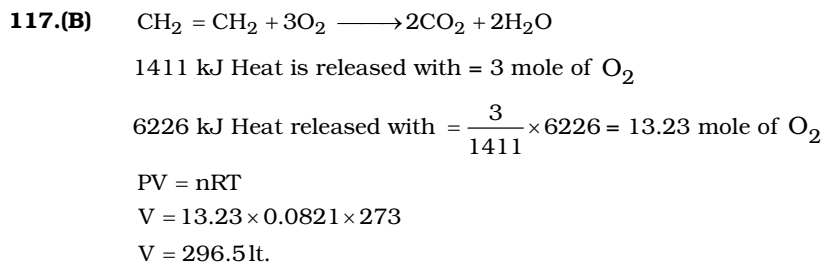 117.(B) CH₂ = CH₂ + 3O₂ ⟶ 2CO₂ + 2H₂O
1411 kJ Heat is released with = 3 mole of O₂
6226 kJ Heat released with = 3/1411 × 6226 = 13.23 mole of O₂
PV = nRT
V = 13.23 × 0.0821 × 273
V = 296.5lt.